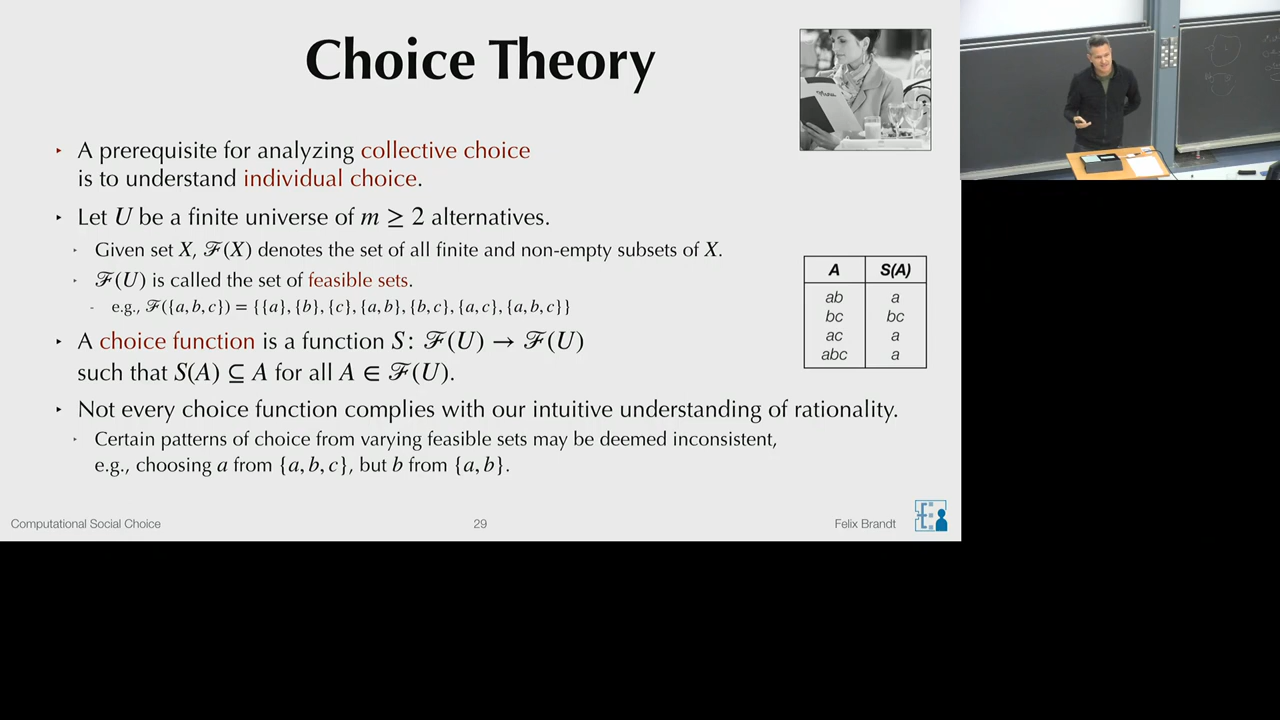 Choice Theory
Menu
‣ A prerequisite for analyzing collective choice
is to understand individual choice.
‣ Let U be a finite universe of m ≥ 2 alternatives.
‣ Given set X, ℱ(X) denotes the set of all finite and non-empty subsets of X.
‣ ℱ(U) is called the set of feasible sets.
- e.g., ℱ({a, b, c}) = {{a}, {b}, {c}, {a, b}, {b, c}, {a, c}, {a, b, c}}
‣ A choice function is a function S: ℱ(U) → ℱ(U)
such that S(A) ⊆ A for all A ∈ ℱ(U).
A S(A)
ab a
bc bc
ac a
abc a
‣ Not every choice function complies with our intuitive understanding of rationality.
‣ Certain patterns of choice from varying feasible sets may be deemed inconsistent,
e.g., choosing a from {a, b, c}, but b from {a, b}.
Computational Social Choice 29 Felix Brandt